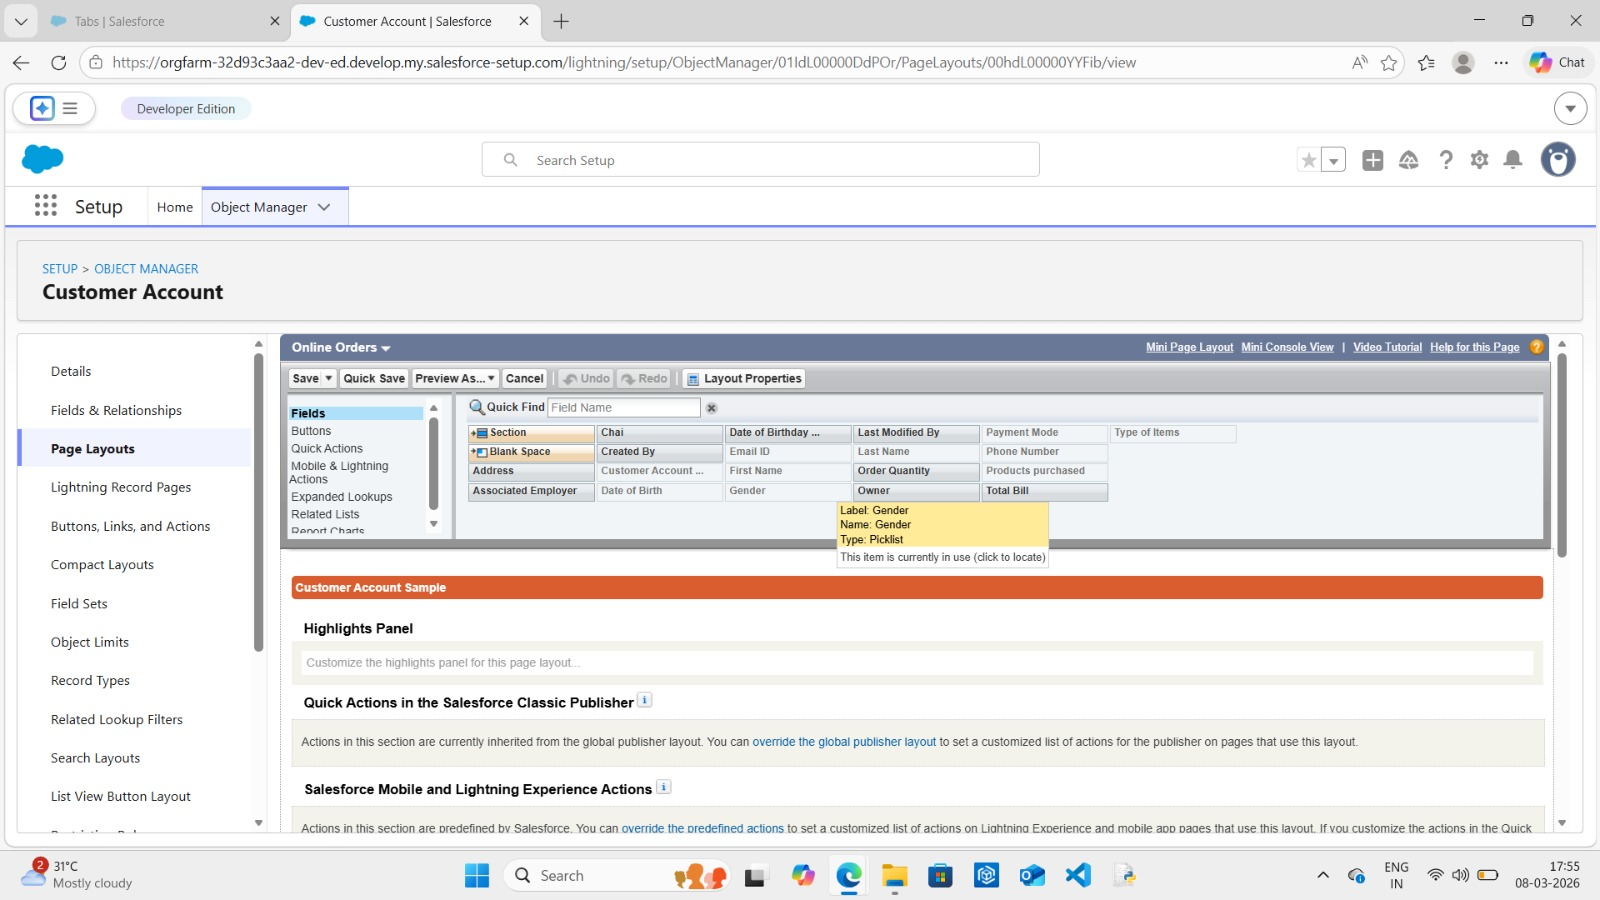 Tabs | Salesforce
Customer Account | Salesforce
https://orgfarm-32d93c3aa2-dev-ed.develop.my.salesforce-setup.com/lightning/setup/ObjectManager/01IdL00000DdPOr/PageLayouts/00hdL00000YYFib/view
Chat
Developer Edition
Search Setup
Setup
Home
Object Manager
SETUP > OBJECT MANAGER
Customer Account
Details
Fields & Relationships
Page Layouts
Lightning Record Pages
Buttons, Links, and Actions
Compact Layouts
Field Sets
Object Limits
Record Types
Related Lookup Filters
Search Layouts
List View Button Layout
Online Orders
Mini Page Layout Mini Console View | Video Tutorial Help for this Page ?
Save Quick Save Preview As... Cancel Undo Redo Layout Properties
Fields
Buttons
Quick Actions
Mobile & Lightning
Actions
Expanded Lookups
Related Lists
Report Charts
Quick Find Field Name
Section Chai Date of Birthday ... Last Modified By Payment Mode Type of Items
Blank Space Created By Email ID Last Name Phone Number
Address Customer Account ... First Name Order Quantity Products purchased
Associated Employer Date of Birth Gender Owner Total Bill
Label: Gender
Name: Gender
Type: Picklist
This item is currently in use (click to locate)
Customer Account Sample
Highlights Panel
Customize the highlights panel for this page layout...
Quick Actions in the Salesforce Classic Publisher i
Actions in this section are currently inherited from the global publisher layout. You can override the global publisher layout to set a customized list of actions for the publisher on pages that use this layout.
Salesforce Mobile and Lightning Experience Actions i
Actions in this section are predefined by Salesforce. You can override the predefined actions to set a customized list of actions on Lightning Experience and mobile app pages that use this layout. If you customize the actions in the Quick
2
31°C
Mostly cloudy
Search
ENG
IN
17:55
08-03-2026